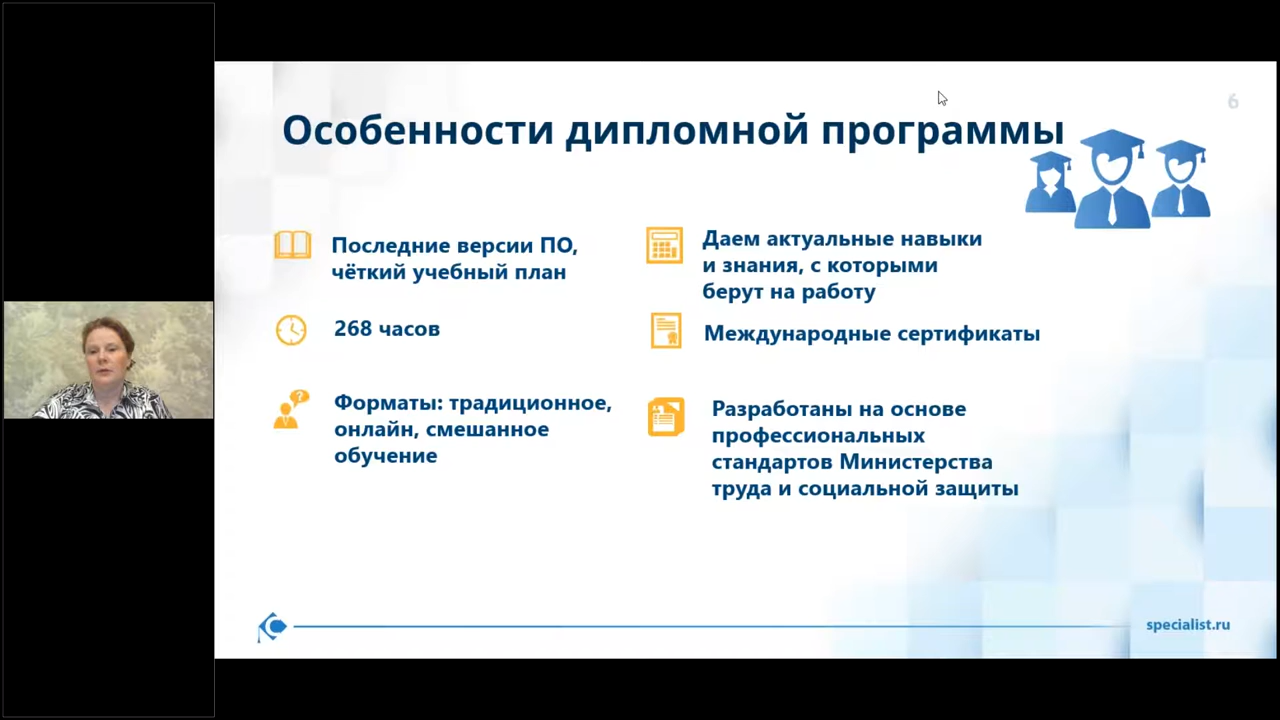 6
Особенности дипломной программы
Последние версии ПО,
чёткий учебный план
268 часов
Форматы: традиционное,
онлайн, смешанное
обучение
Даем актуальные навыки
и знания, с которыми
берут на работу
Международные сертификаты
Разработаны на основе
профессиональных
стандартов Министерства
труда и социальной защиты
specialist.ru